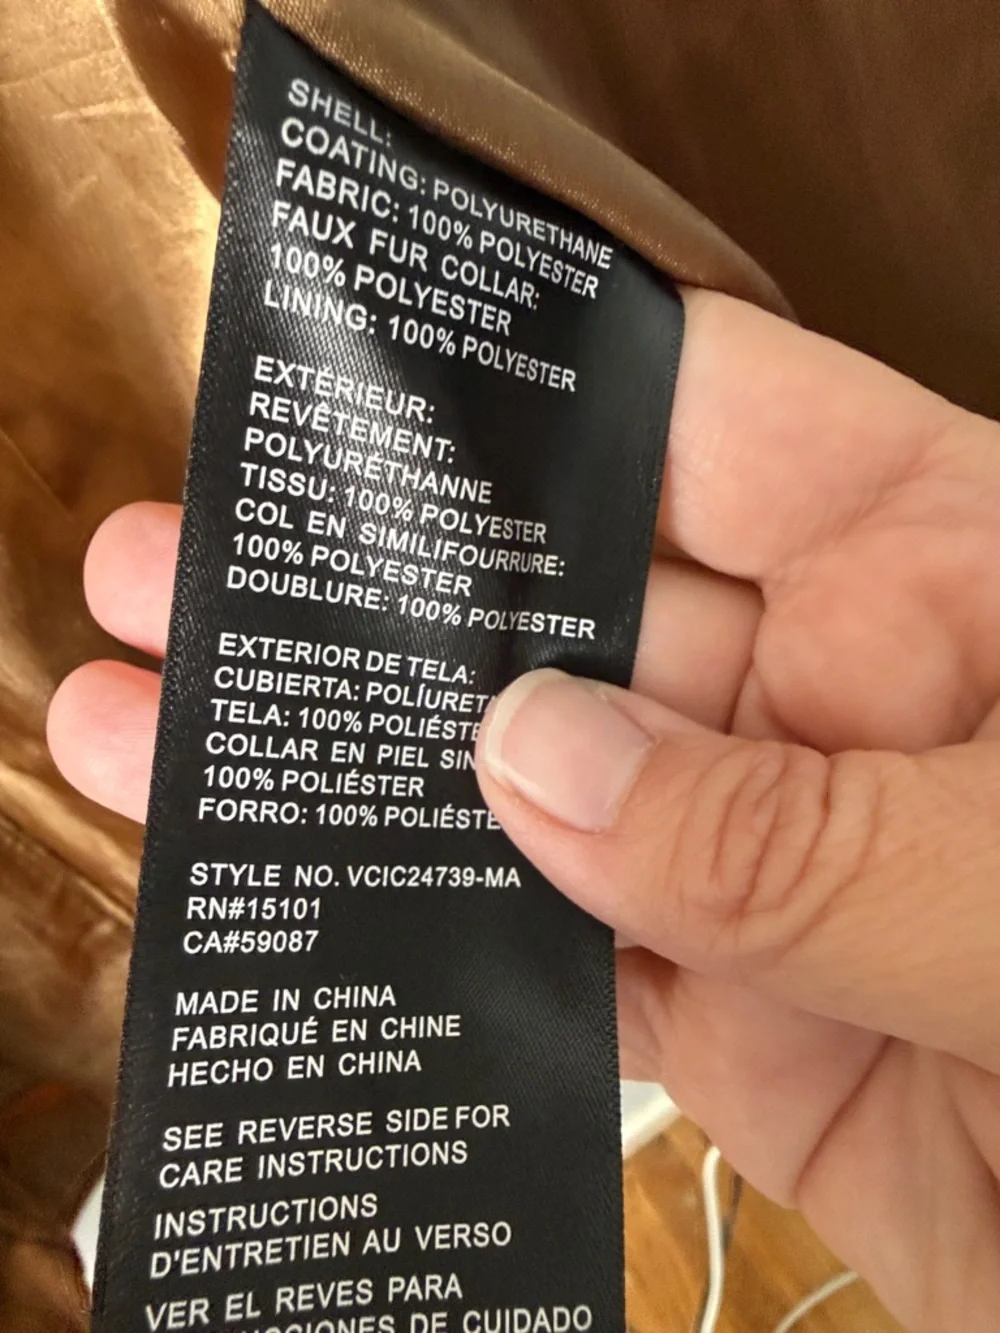 SHELL:
COATING: POLYURETHANE
FABRIC: 100% POLYESTER
FAUX FUR COLLAR:
100% POLYESTER
LINING: 100% POLYESTER
EXTÉRIEUR:
REVÊTEMENT:
POLYURÉTHANNE
TISSU: 100% POLYESTER
COL EN SIMILIFOURRURE:
100% POLYESTER
DOUBLURE: 100% POLYESTER
EXTERIOR DE TELA:
CUBIERTA:
TELA: 100%
COLLAR EN PIEL
100% POLIÉSTER
FORRO: 100%
STYLE NO. VCIC24739-MA
RN#15101
CA#59087
MADE IN CHINA
FABRIQUÉ EN CHINE
HECHO EN CHINA
SEE REVERSE SIDE FOR
CARE INSTRUCTIONS
INSTRUCTIONS
D'ENTRETIEN AU VERSO
VER EL REVES PARA
DE CUIDADO